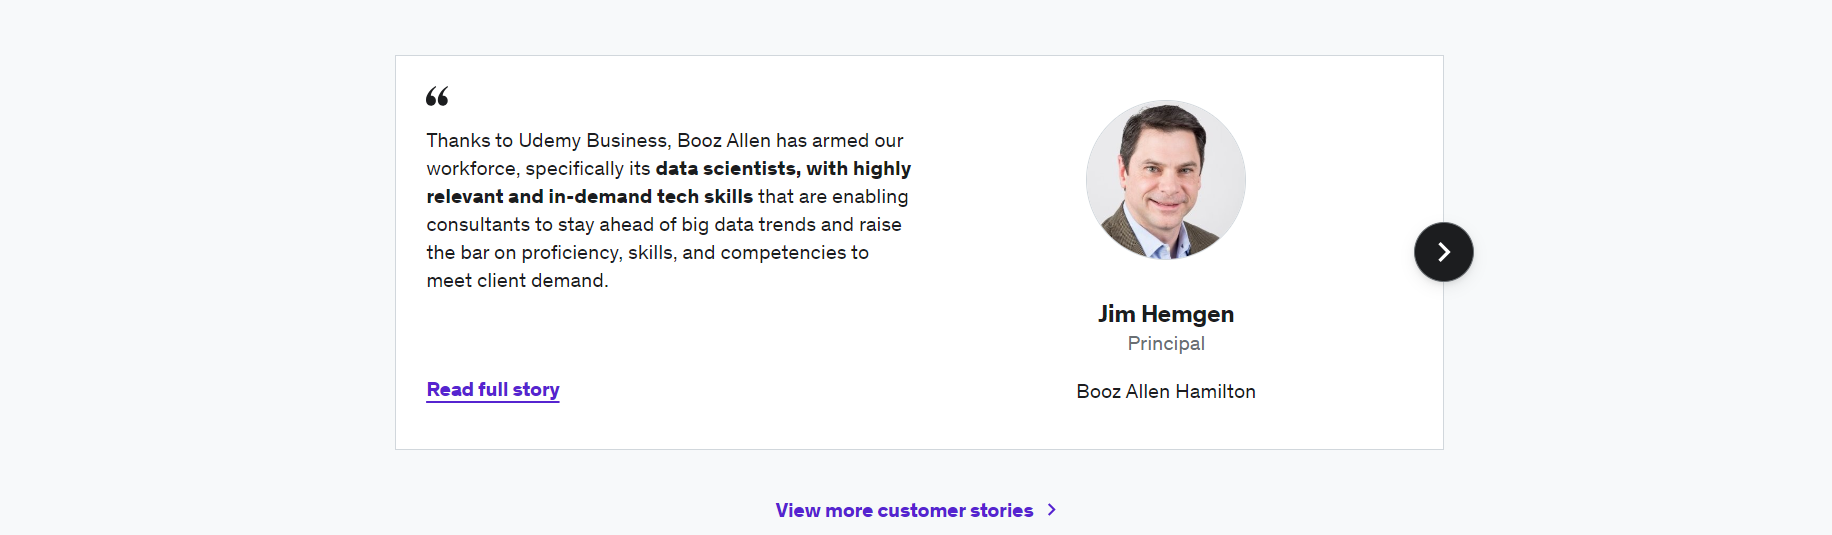 “
Thanks to Udemy Business, Booz Allen has armed our
workforce, specifically its data scientists, with highly
relevant and in-demand tech skills that are enabling
consultants to stay ahead of big data trends and raise
the bar on proficiency, skills, and competencies to
meet client demand.
Read full story
Jim Hemgen
Principal
Booz Allen Hamilton
View more customer stories